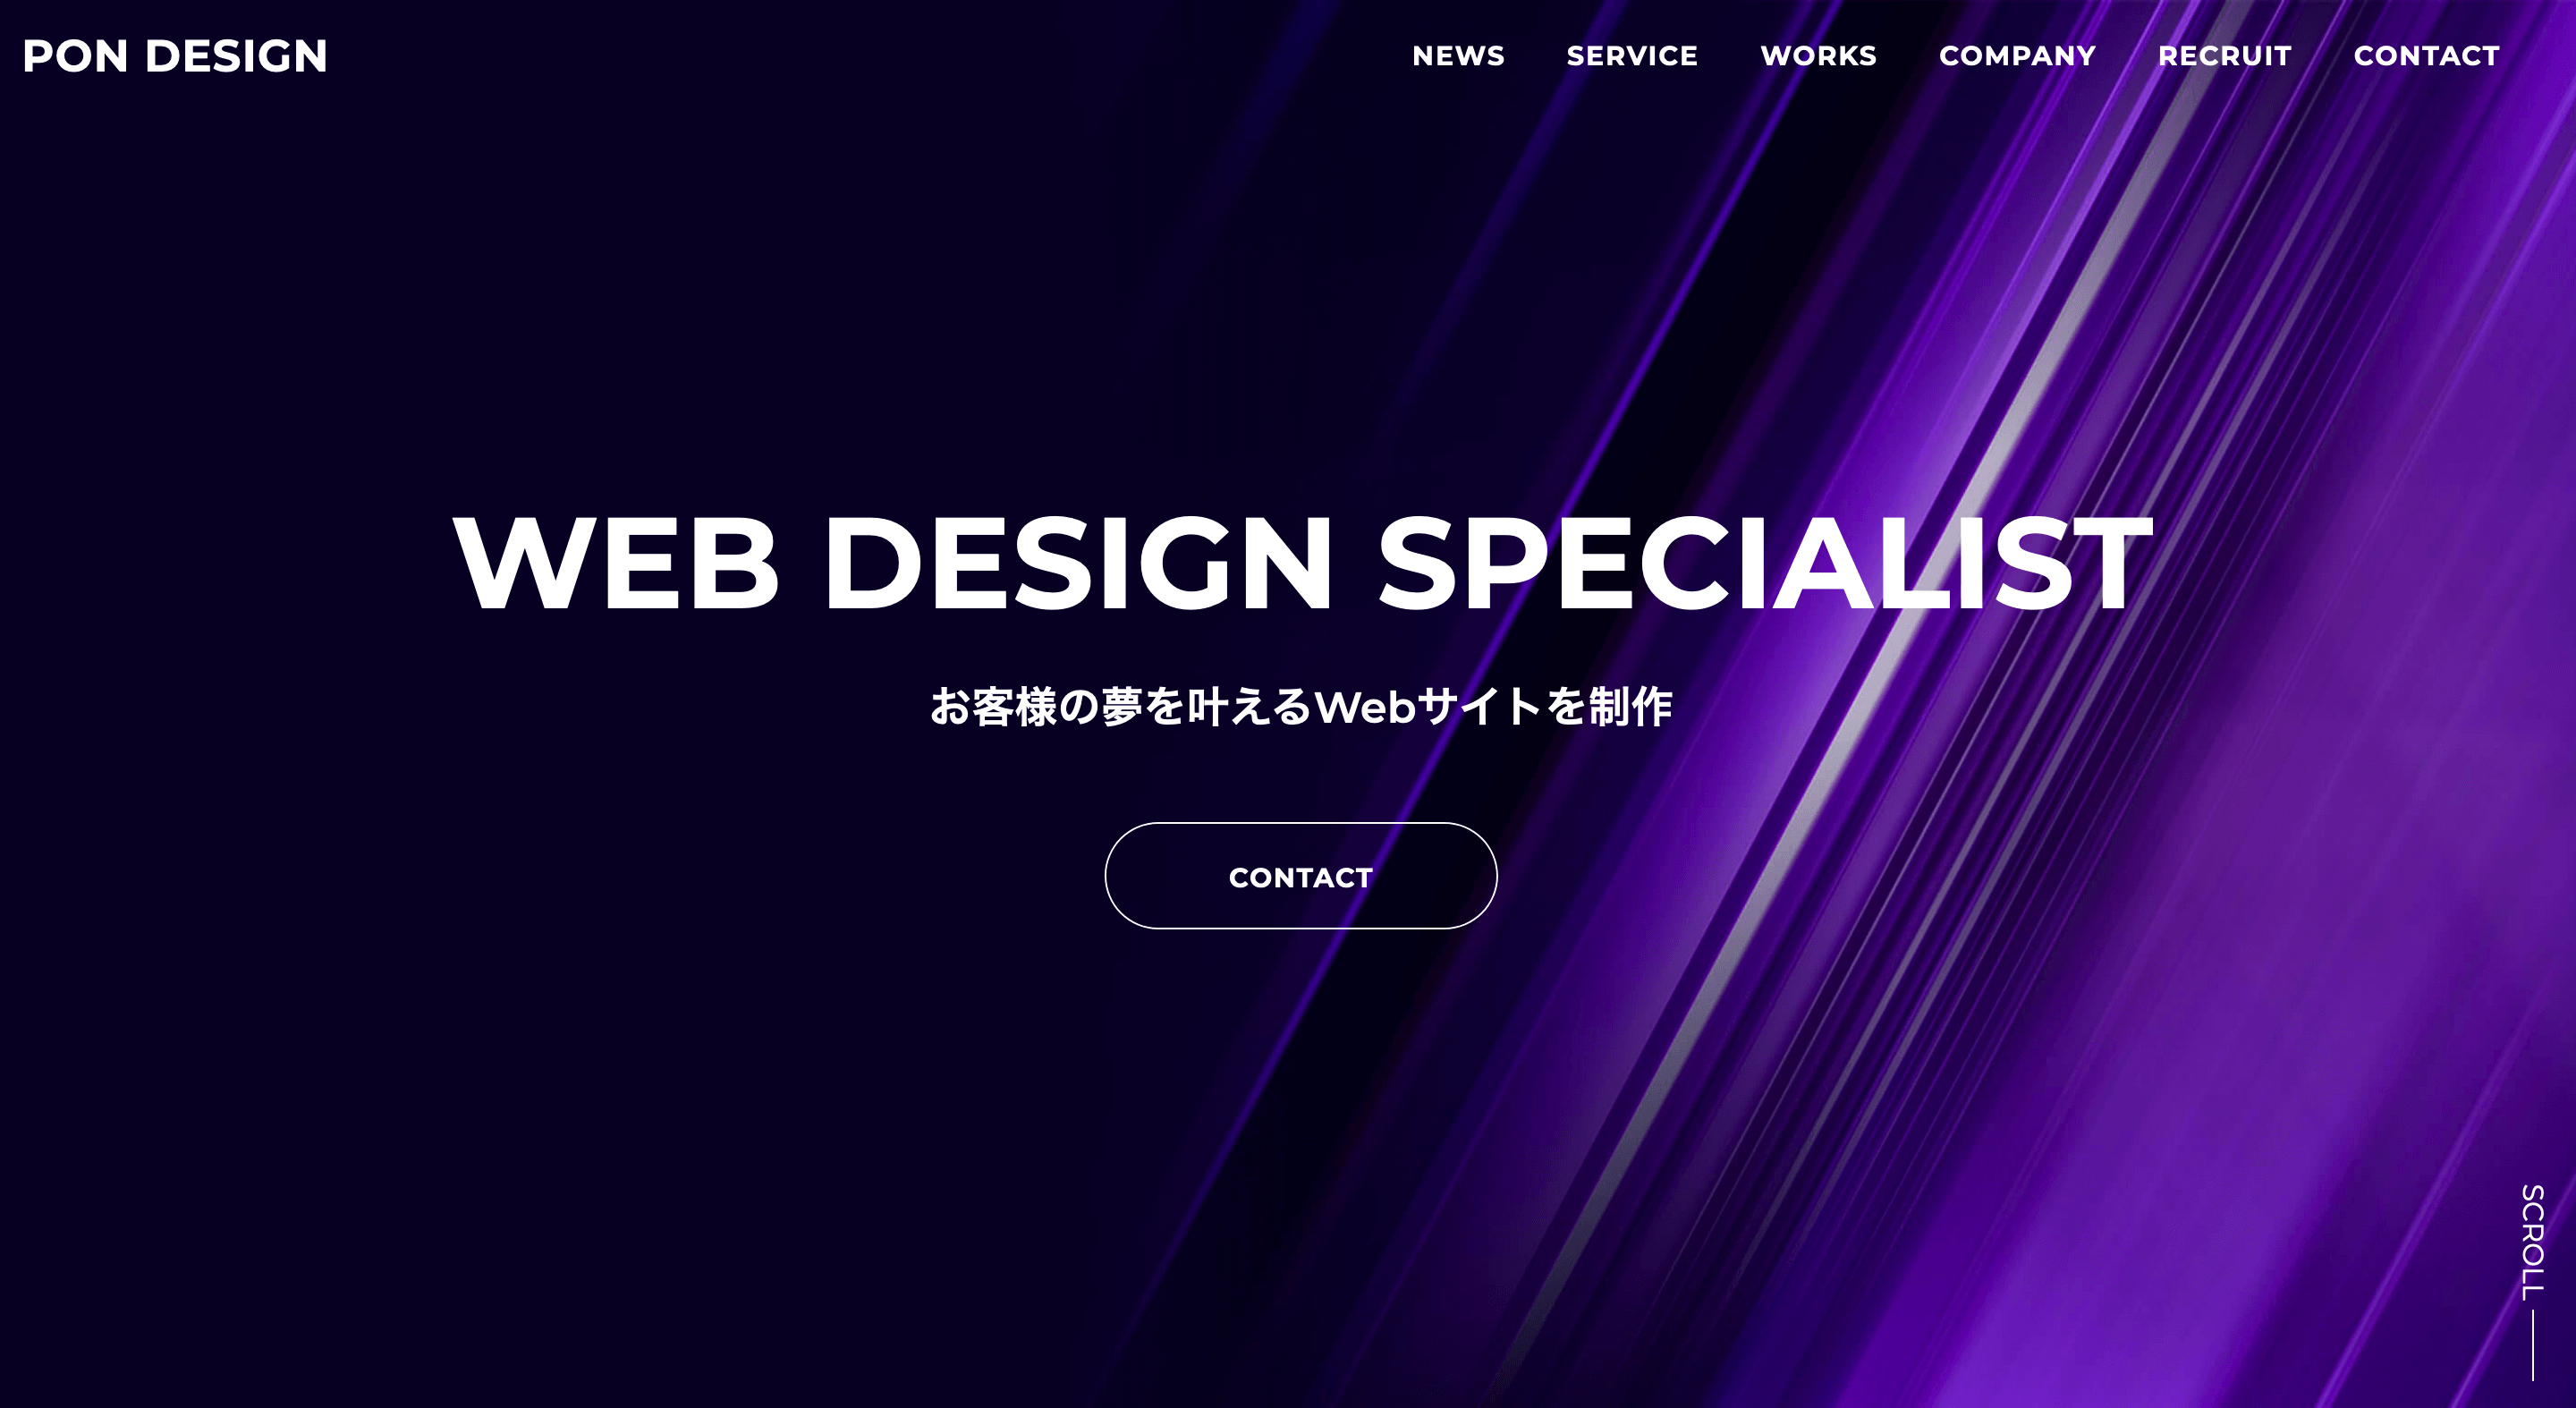 PON DESIGN
NEWS SERVICE WORKS COMPANY RECRUIT CONTACT
WEB DESIGN SPECIALIST
お客様の夢を叶えるWebサイトを制作
CONTACT
SCROLL